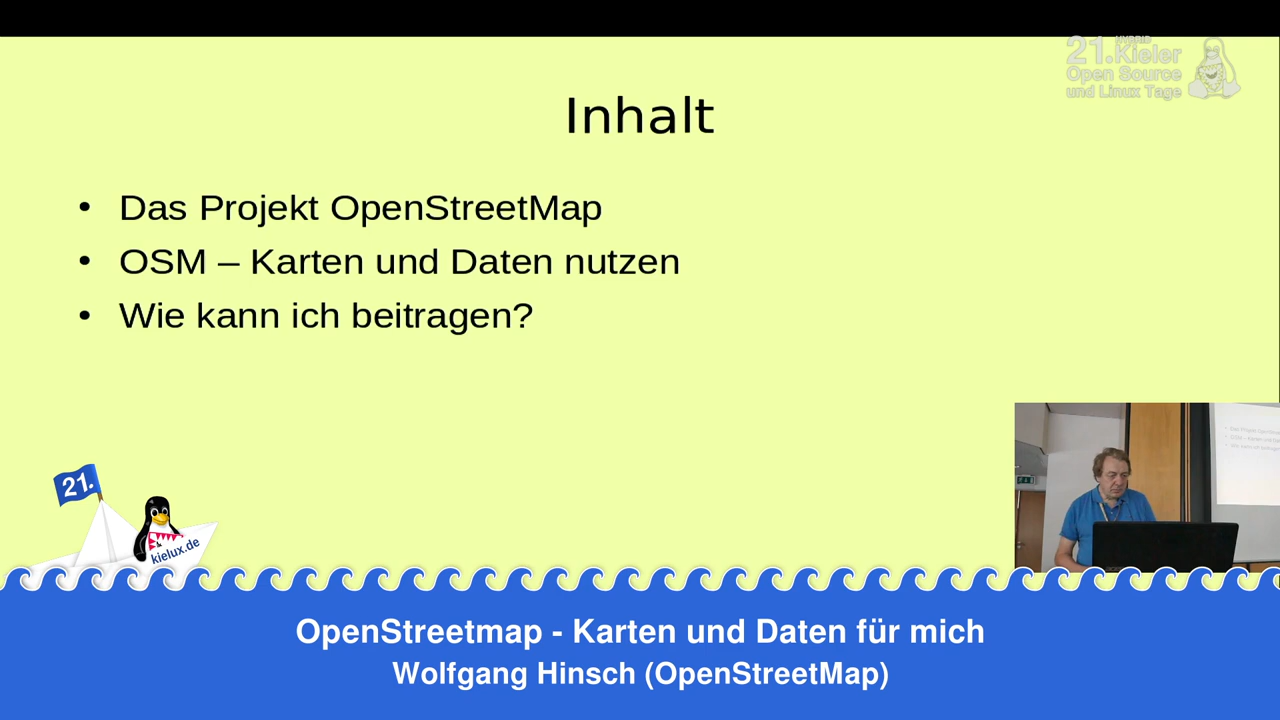 HYBRID
21.Kieler
Open Source
und Linux Tage
Inhalt
• Das Projekt OpenStreetMap
• OSM – Karten und Daten nutzen
• Wie kann ich beitragen?
21.
kielux.de
OpenStreetmap - Karten und Daten für mich
Wolfgang Hinsch (OpenStreetMap)